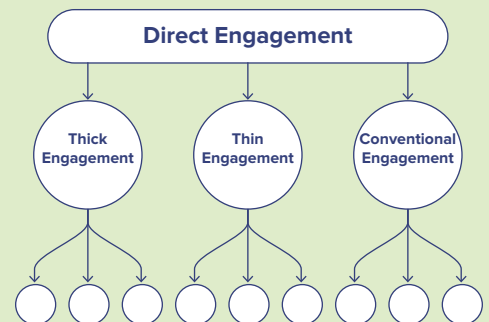 Direct Engagement
Thick
Engagement
Thin
Engagement
Conventional
Engagement